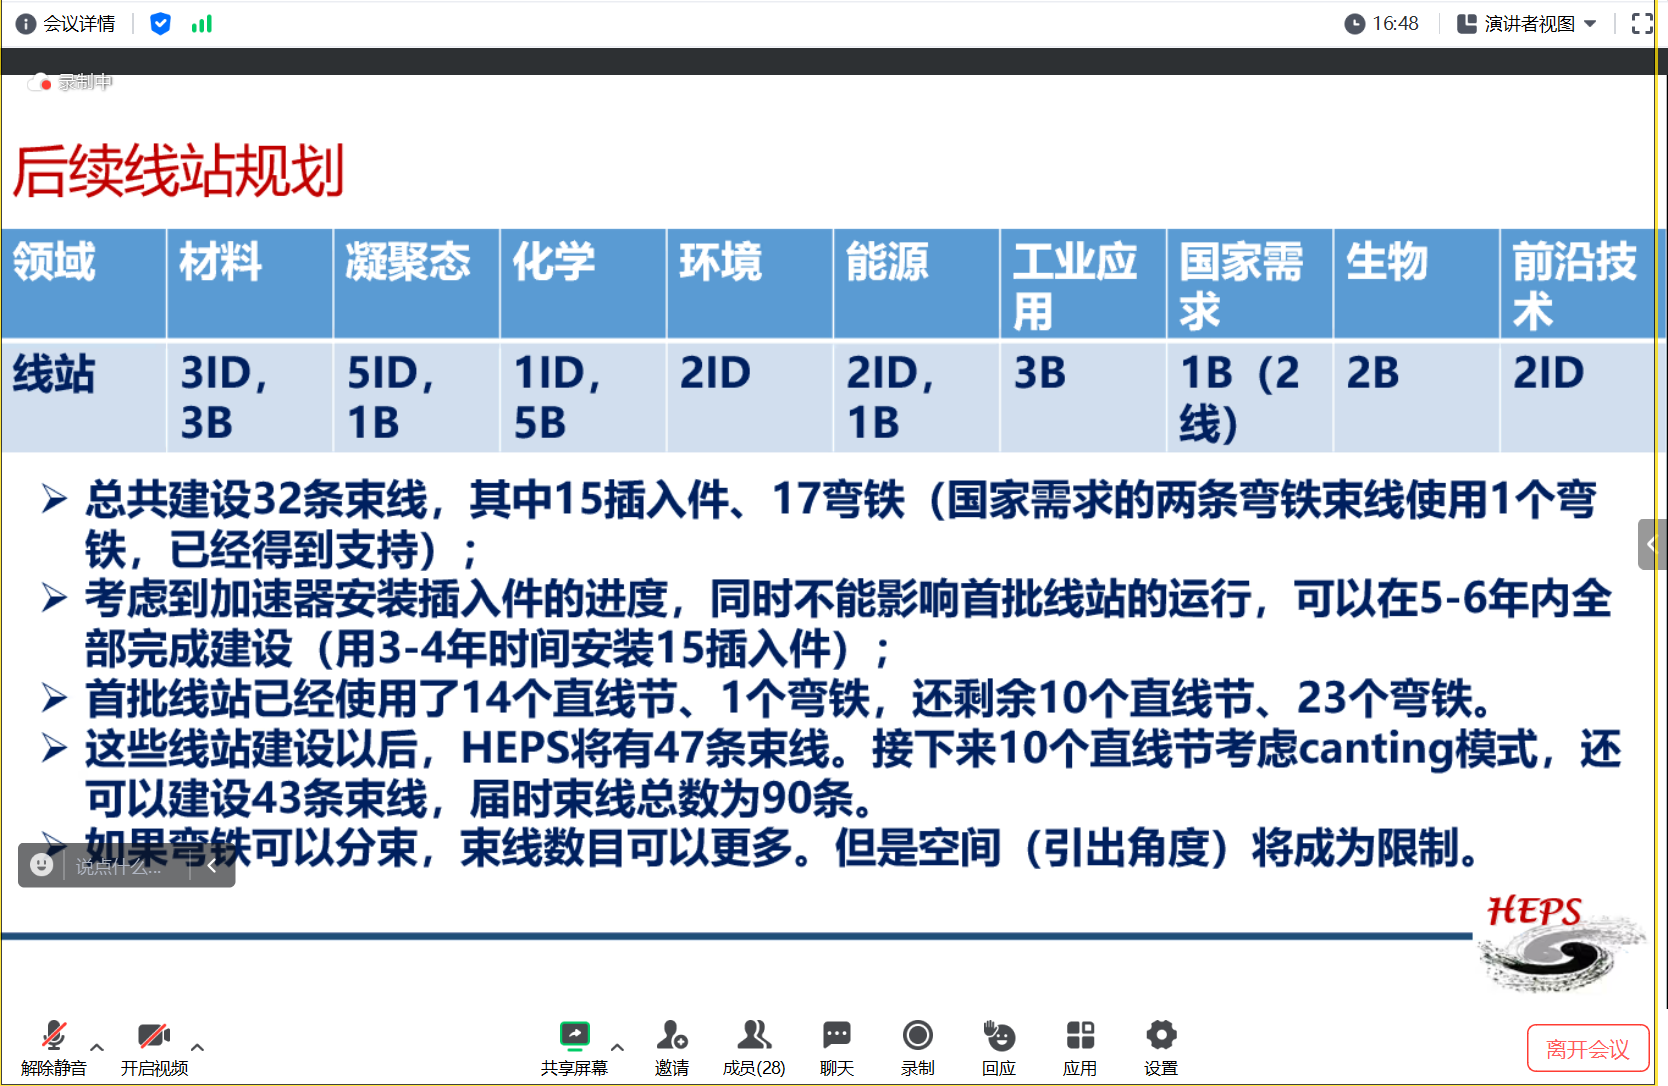 会议详情
16:48
演讲者视图
录制中
后续线站规划
领域 材料 凝聚态 化学 环境 能源 工业应用 国家需求 生物 前沿技术
线站 3ID，3B 5ID，1B 1ID，5B 2ID 2ID，1B 3B 1B（2线） 2B 2ID
总共建设32条束线，其中15插入件、17弯铁（国家需求的两条弯铁束线使用1个弯
铁，已经得到支持）；
考虑到加速器安装插入件的进度，同时不能影响首批线站的运行，可以在5-6年内全
部完成建设（用3-4年时间安装15插入件）；
首批线站已经使用了14个直线节、1个弯铁，还剩余10个直线节、23个弯铁。
这些线站建设以后，HEPS将有47条束线。接下来10个直线节考虑canting模式，还
可以建设43条束线，届时束线总数为90条。
如果弯铁可以分束，束线数目可以更多。但是空间（引出角度）将成为限制。
说点什么...
HEPS
解除静音 开启视频 共享屏幕 邀请 成员(28) 聊天 录制 回应 应用 设置 离开会议